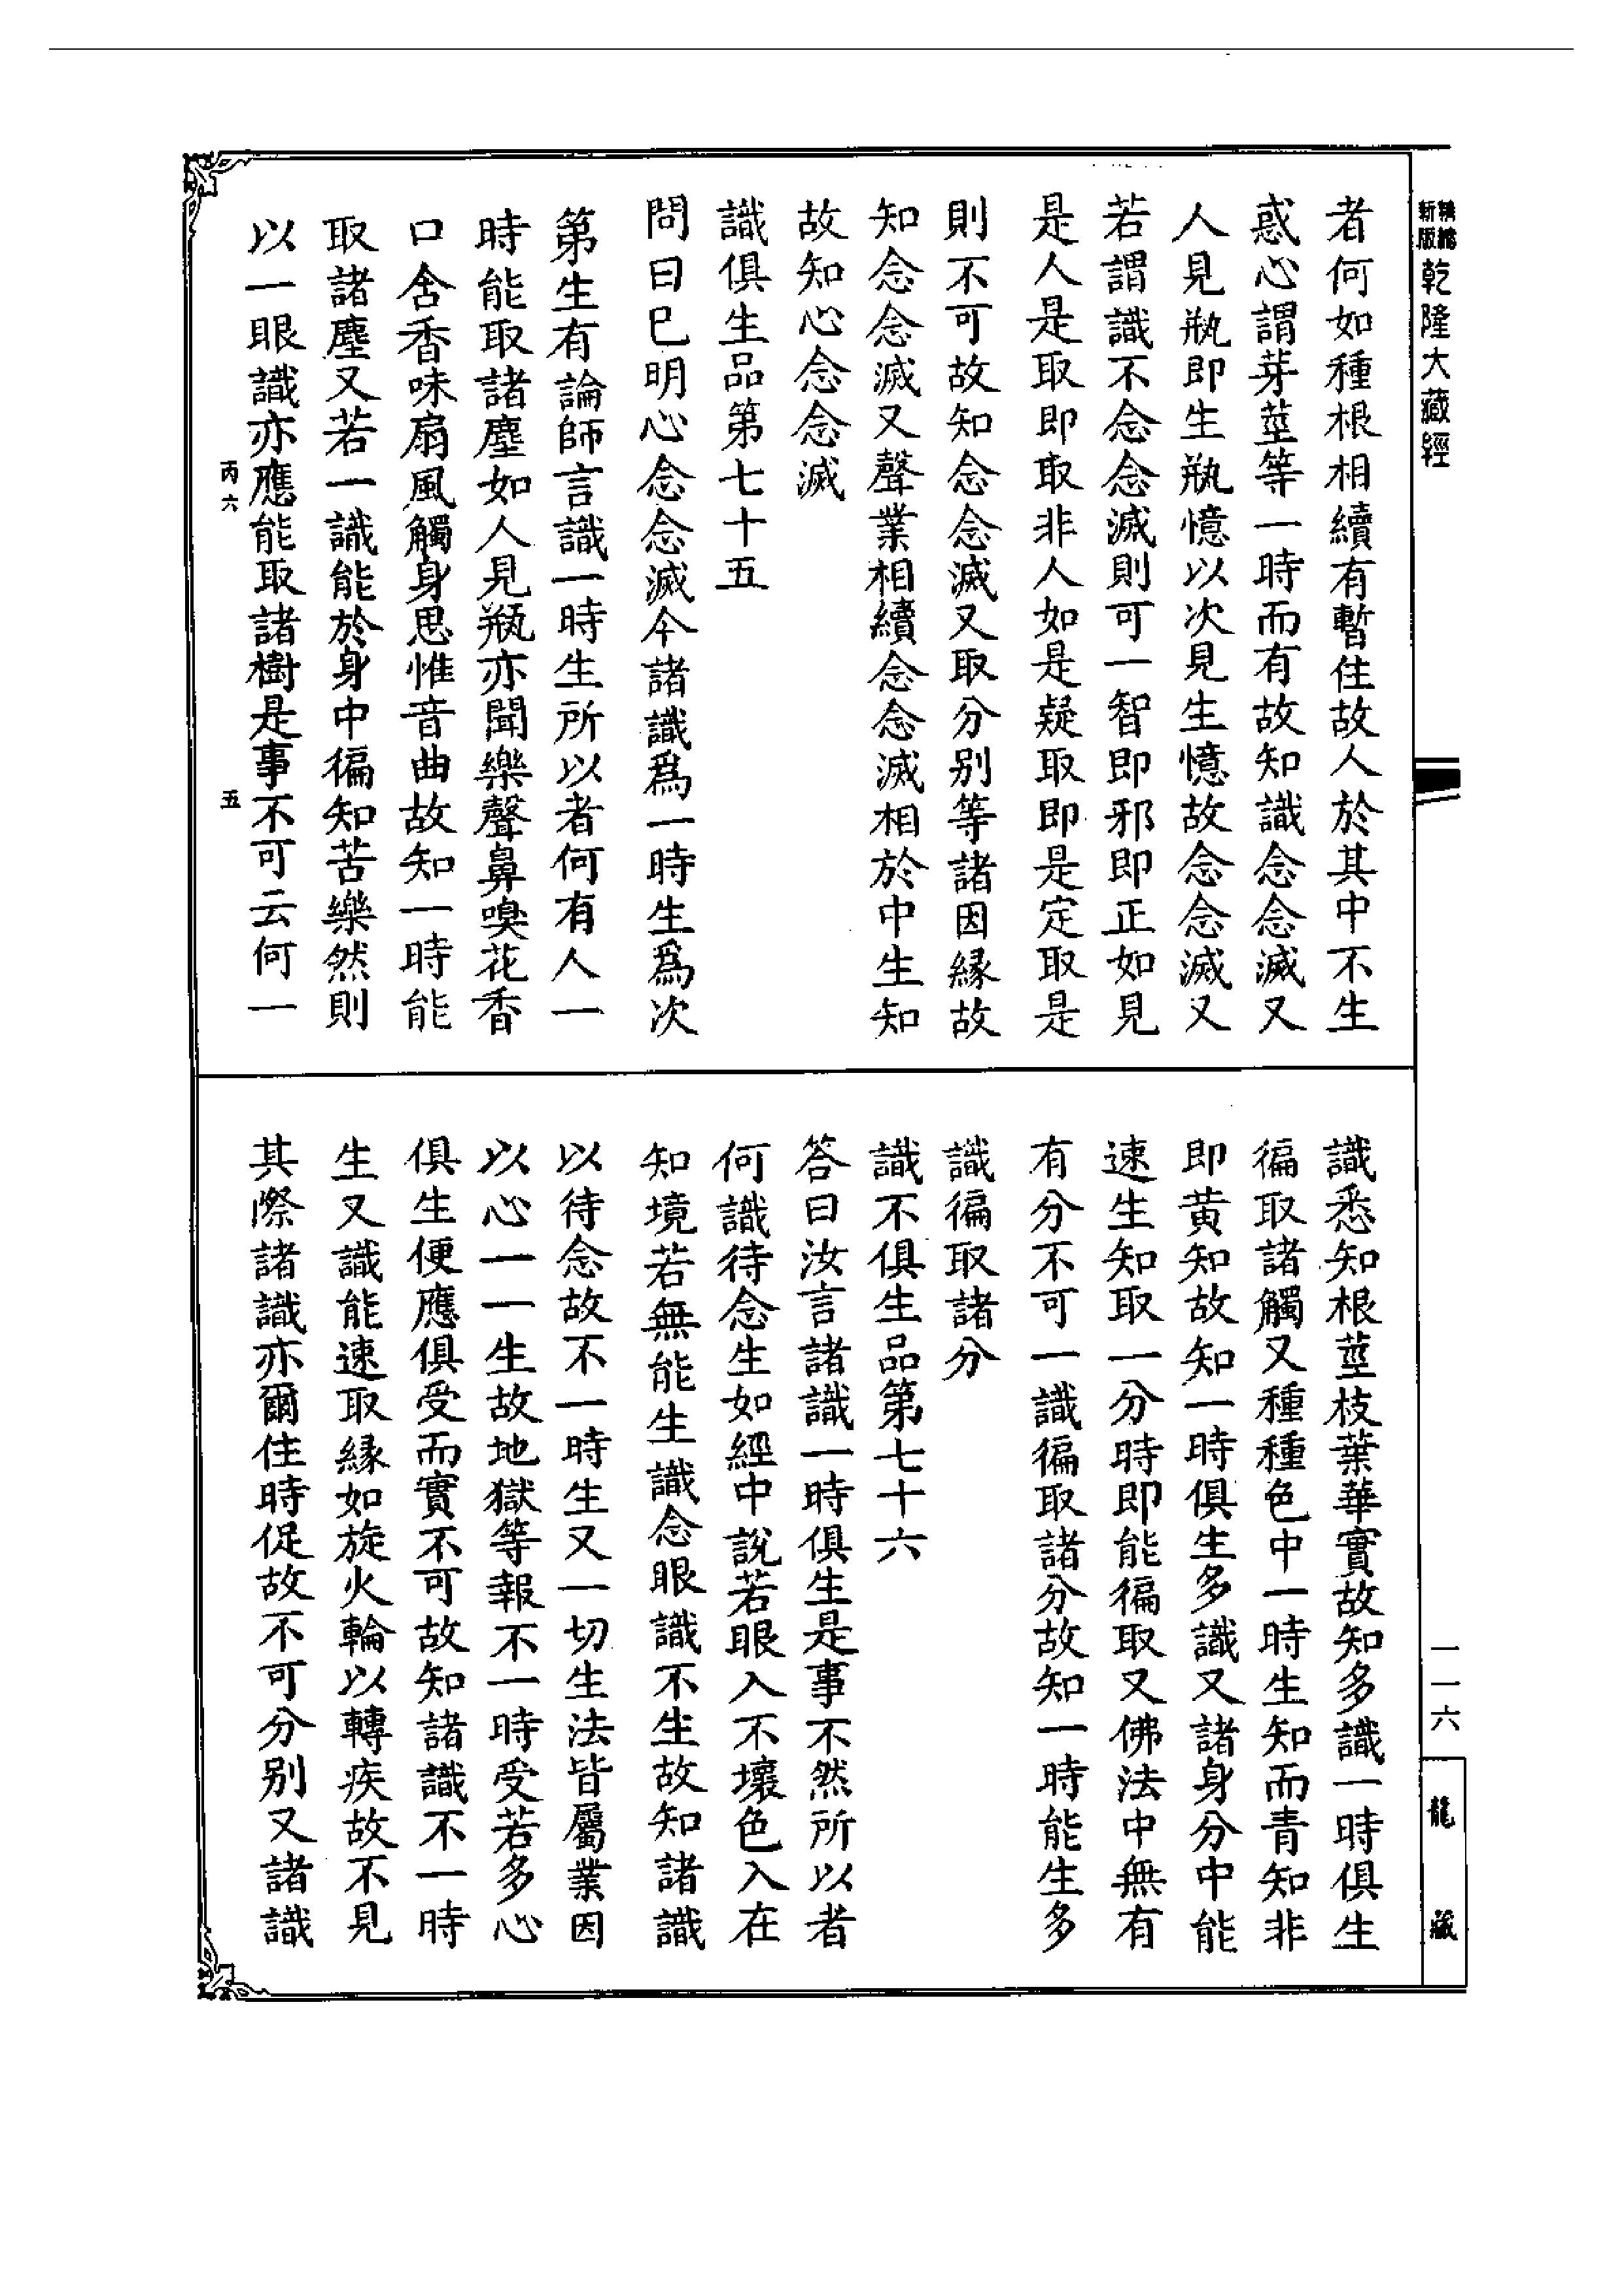 精縮
新版
乾隆大藏經
者何如種根相續有暫住故人於其中不生
惑心謂芽莖等一時而有故知識念念滅又
人見瓶即生瓶憶以次見生憶故念念滅又
若謂識不念念滅則可一智即邪即正如見
是人是取即取非人如是疑取即是定取是
則不可故知念念滅又取分别等諸因縁故
知念念滅又聲業相續念念滅相於中生知
故知心念念滅
識俱生品第七十五
問曰巳明心念念滅今諸識爲一時生爲次
第生有論師言識一時生所以者何有人一
時能取諸塵如人見瓶亦聞樂聲鼻嗅花香
口含香味扇風觸身思惟音曲故知一時能
取諸塵又若一識能於身中徧知苦樂然則
以一眼識亦應能取諸樹是事不可云何一
丙六
五
識悉知根莖枝葉華實故知多識一時俱生
徧取諸觸又種種色中一時生知而青知非
即黄知故知一時俱生多識又諸身分中能
速生知取一分時即能徧取又佛法中無有
有分不可一識徧取諸分故知一時能生多
識徧取諸分
識不俱生品第七十六
答曰汝言諸識一時俱生是事不然所以者
何識待念生如經中說若眼入不壞色入在
知境若無能生識念眼識不生故知諸識
以待念故不一時生又一切生法皆屬業因
以心一一生故地獄等報不一時受若多心
俱生便應俱受而實不可故知諸識不一時
生又識能速取縁如旋火輪以轉疾故不見
其際諸識亦爾住時促故不可分别又諸識
一一六
龍藏